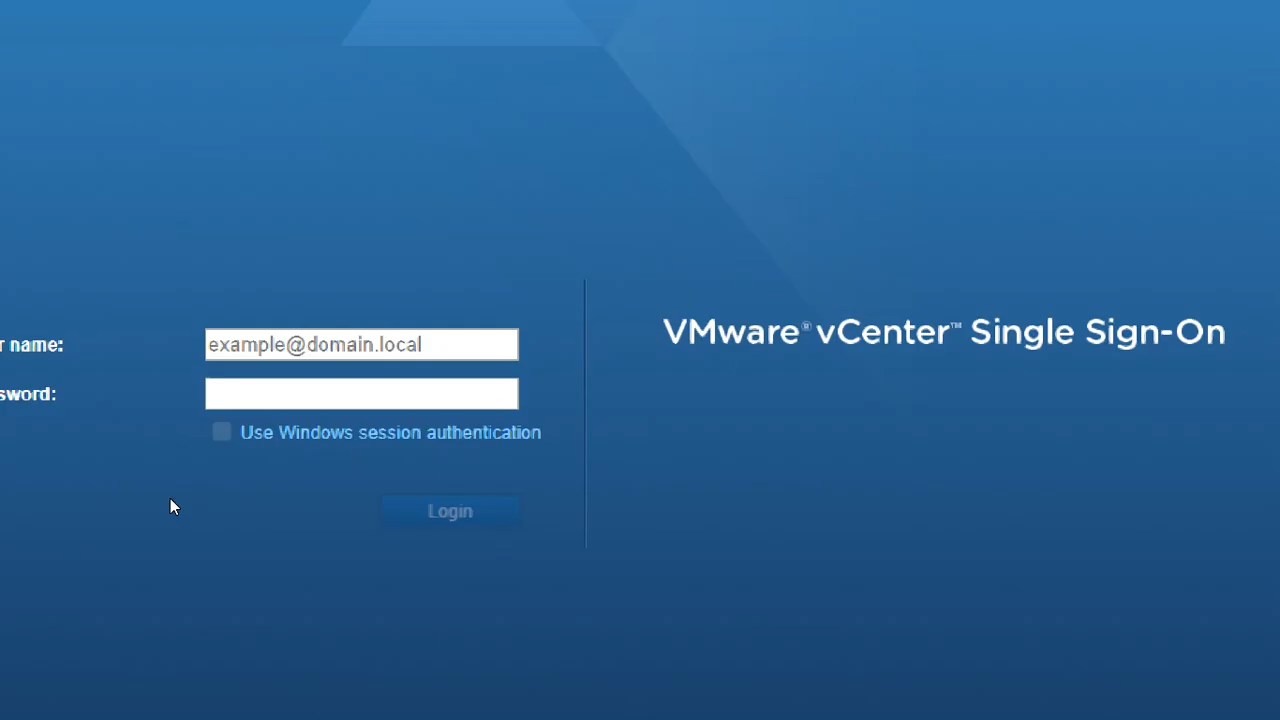 r name:
example@domain.local
VMware® vCenter™ Single Sign-On
sword:
Use Windows session authentication
Login